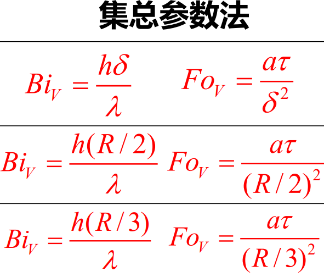 集总参数法
Bi_V = hδ/λ Fo_V = aτ/δ²
Bi_V = h(R/2)/λ Fo_V = aτ/(R/2)²
Bi_V = h(R/3)/λ Fo_V = aτ/(R/3)²